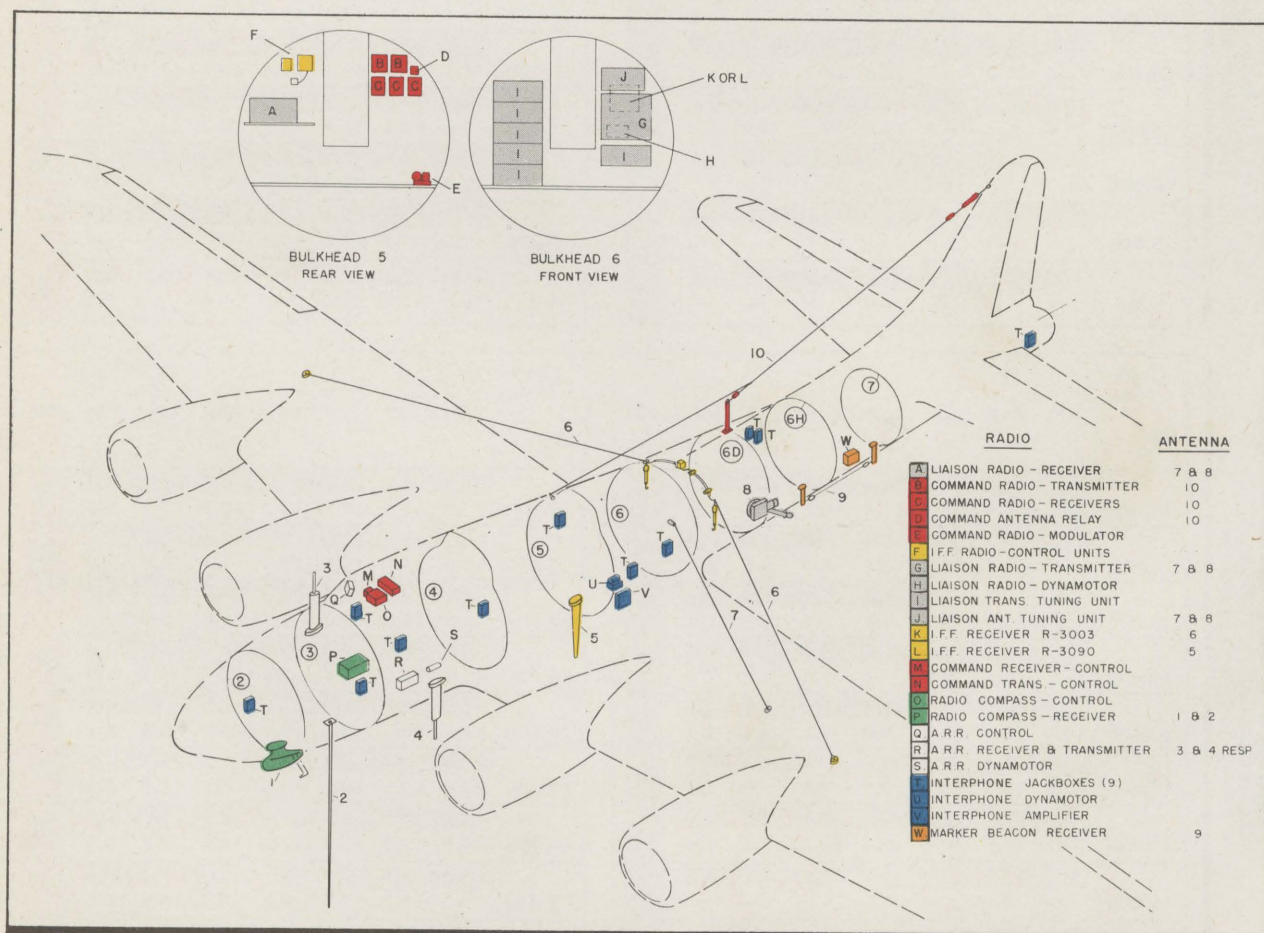 F
B B
D
C C C
A
E
BULKHEAD 5
REAR VIEW
I
I
I
I
I
J
K OR L
G
H
I
BULKHEAD 6
FRONT VIEW
10
6
T
7
6H
T
T
6D
W
8
9
6
5
T
T
T
U
V
5
7
6
3
Q
M
N
O
T
4
T
T
S
R
3
P
T
4
2
T
1
2
RADIO ANTENNA
A LIAISON RADIO - RECEIVER 7 & 8
B COMMAND RADIO - TRANSMITTER 10
C COMMAND RADIO - RECEIVERS 10
D COMMAND ANTENNA RELAY 10
E COMMAND RADIO - MODULATOR
F I.F.F. RADIO - CONTROL UNITS
G LIAISON RADIO - TRANSMITTER 7 & 8
H LIAISON RADIO - DYNAMOTOR
I LIAISON TRANS. TUNING UNIT
J LIAISON ANT. TUNING UNIT 7 & 8
K I.F.F. RECEIVER R-3003 6
L I.F.F. RECEIVER R-3090 5
M COMMAND RECEIVER - CONTROL
N COMMAND TRANS. - CONTROL
O RADIO COMPASS - CONTROL
P RADIO COMPASS - RECEIVER 1 & 2
Q A.R.R. CONTROL
R A.R.R. RECEIVER & TRANSMITTER 3 & 4 RESP
S A.R.R. DYNAMOTOR
T INTERPHONE JACKBOXES (9)
U INTERPHONE DYNAMOTOR
V INTERPHONE AMPLIFIER
W MARKER BEACON RECEIVER 9